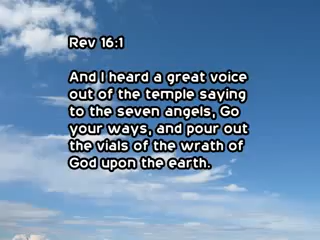 Rev 16:1
And I heard a great voice
out of the temple saying
to the seven angels, Go
your ways, and pour out
the vials of the wrath of
God upon the earth.